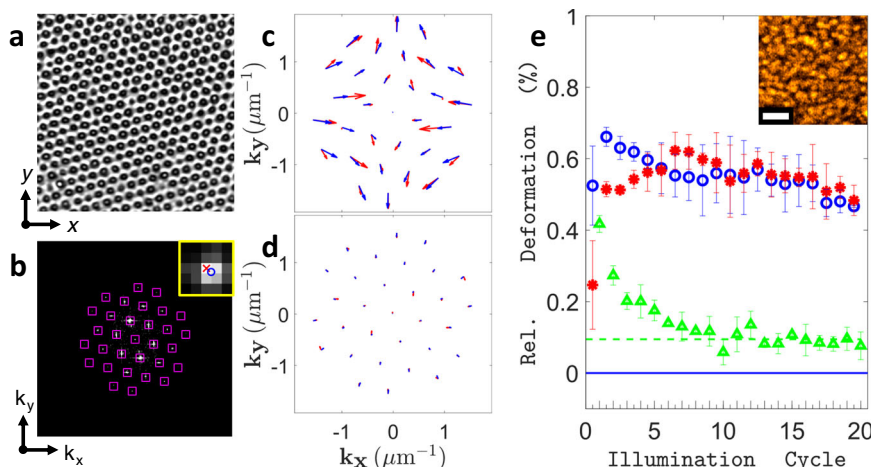 a
y
x
b
k_y
k_x
c
k_y (μm⁻¹)
1
0
-1
d
k_y (μm⁻¹)
1
0
-1
-1 0 1
k_x (μm⁻¹)
e
Rel. Deformation (%)
1
0.8
0.6
0.4
0.2
0
0 5 10 15 20
Illumination Cycle